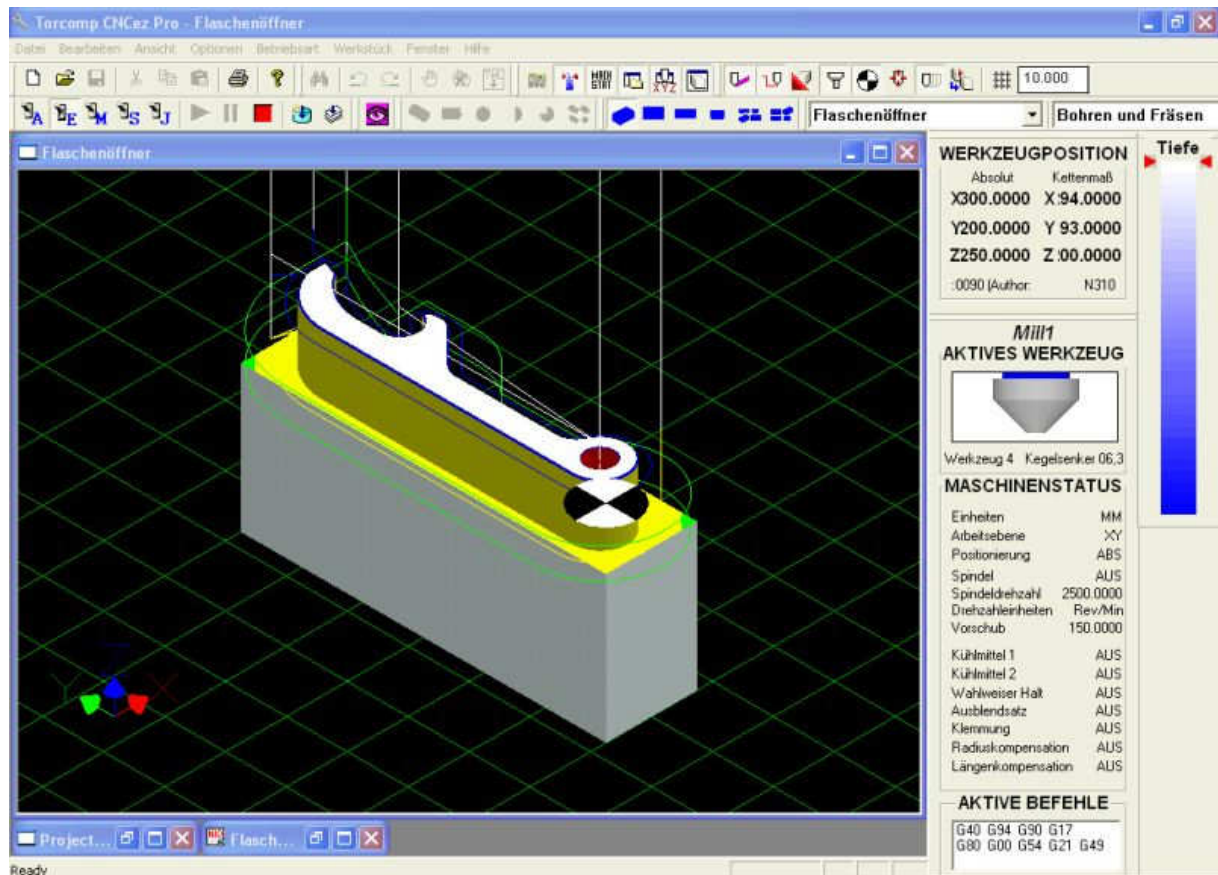 Torcomp CNCez Pro - Flaschenöffner
Datei Bearbeiten Ansicht Optionen Betriebsart Werkstück Fenster Hilfe
10.000
A E M S J
Flaschenöffner
Bohren und Fräsen
Flaschenöffner
WERKZEUGPOSITION
Absolut Kettenmaß
X300.0000 X:94.0000
Y200.0000 Y 93.0000
Z250.0000 Z:00.0000
:0090 (Author: N310
Mill1
AKTIVES WERKZEUG
Werkzeug 4 Kegelsenker 06,3
MASCHINENSTATUS
Einheiten MM
Arbeitsebene XY
Positionierung ABS
Spindel AUS
Spindeldrehzahl 2500.0000
Drehzahleinheiten Rev/Min
Vorschub 150.0000
Kühlmittel 1 AUS
Kühlmittel 2 AUS
Wahlweiser Halt AUS
Ausblendsatz AUS
Klemmung AUS
Radiuskompensation AUS
Längenkompensation AUS
AKTIVE BEFEHLE
G40 G94 G90 G17
G80 G00 G54 G21 G49
Tiefe
Z
Y X
Project...
Flasch...
Ready